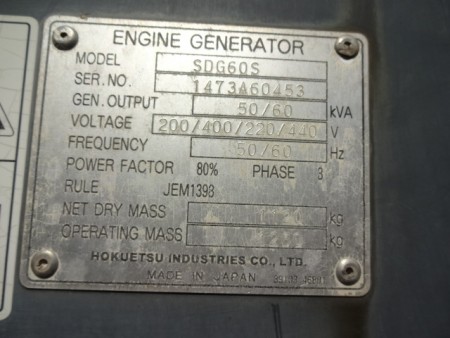 ENGINE GENERATOR
MODEL SDG60S
SER.NO. 1473A60453
GEN.OUTPUT 50/60 kVA
VOLTAGE 200/400/220/440 V
FREQUENCY 50/60 Hz
POWER FACTOR 80% PHASE 3
RULE JEM1398
NET DRY MASS kg
OPERATING MASS kg
HOKUETSU INDUSTRIES CO., LTD.
MADE IN JAPAN